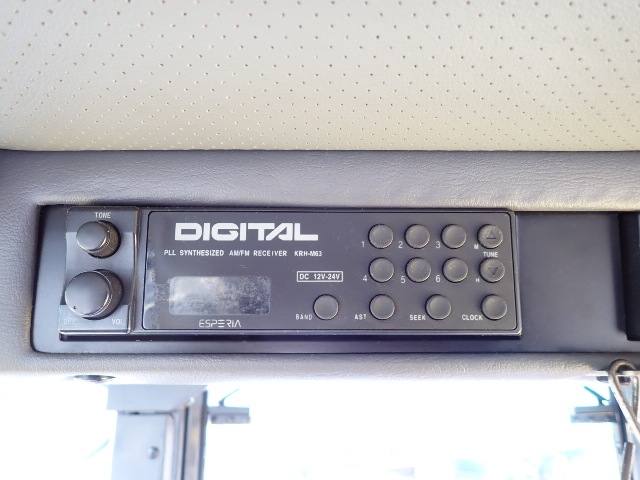 TONE
DIGITAL
PLL SYNTHESIZED AM/FM RECEIVER KRH-M63
DC 12V-24V
1 2 3 M
TUNE
4 5 6 H
VOL
ESPERIA
BAND AST SEEK CLOCK